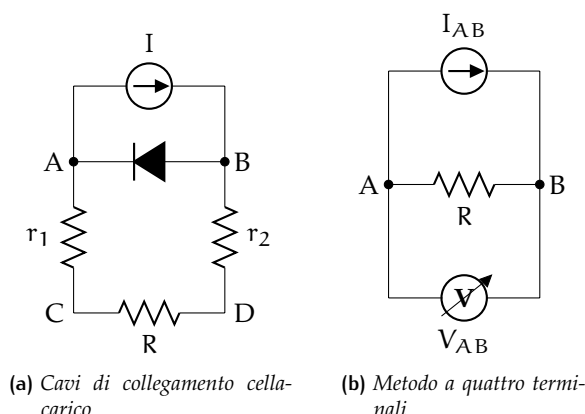 I
A
B
r1
r2
C
D
R
(a) Cavi di collegamento cella-
carico
IAB
A
B
R
V
VAB
(b) Metodo a quattro termi-
nali